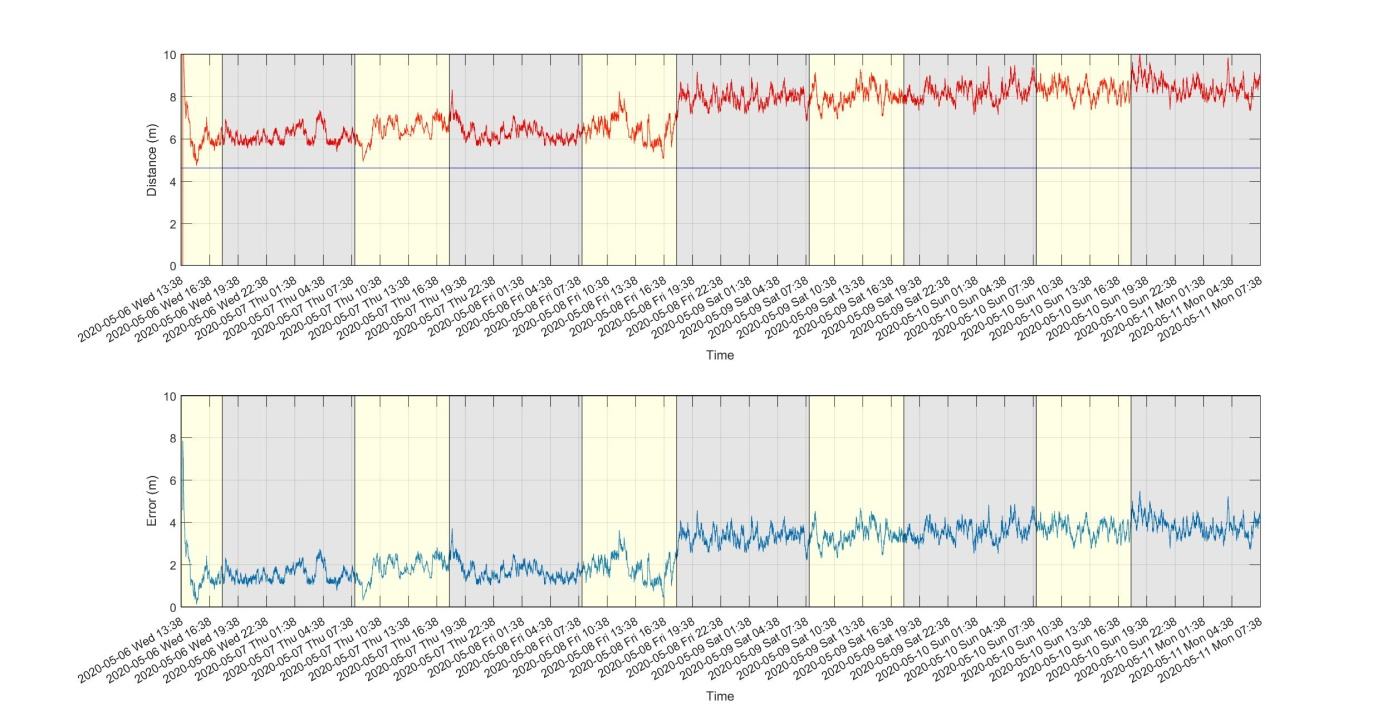 10
8
6
4
2
0
Distance (m)
2020-05-06 Wed 13:38
2020-05-06 Wed 16:38
2020-05-06 Wed 19:38
2020-05-06 Wed 22:38
2020-05-07 Thu 01:38
2020-05-07 Thu 04:38
2020-05-07 Thu 07:38
2020-05-07 Thu 10:38
2020-05-07 Thu 13:38
2020-05-07 Thu 16:38
2020-05-07 Thu 19:38
2020-05-07 Thu 22:38
2020-05-08 Fri 01:38
2020-05-08 Fri 04:38
2020-05-08 Fri 07:38
2020-05-08 Fri 10:38
2020-05-08 Fri 13:38
2020-05-08 Fri 16:38
2020-05-08 Fri 19:38
2020-05-08 Fri 22:38
2020-05-09 Sat 01:38
2020-05-09 Sat 04:38
2020-05-09 Sat 07:38
2020-05-09 Sat 10:38
2020-05-09 Sat 13:38
2020-05-09 Sat 16:38
2020-05-09 Sat 19:38
2020-05-09 Sat 22:38
2020-05-10 Sun 01:38
2020-05-10 Sun 04:38
2020-05-10 Sun 07:38
2020-05-10 Sun 10:38
2020-05-10 Sun 13:38
2020-05-10 Sun 16:38
2020-05-10 Sun 19:38
2020-05-10 Sun 22:38
2020-05-11 Mon 01:38
2020-05-11 Mon 04:38
2020-05-11 Mon 07:38
Time
10
8
6
4
2
0
Error (m)
2020-05-06 Wed 13:38
2020-05-06 Wed 16:38
2020-05-06 Wed 19:38
2020-05-06 Wed 22:38
2020-05-07 Thu 01:38
2020-05-07 Thu 04:38
2020-05-07 Thu 07:38
2020-05-07 Thu 10:38
2020-05-07 Thu 13:38
2020-05-07 Thu 16:38
2020-05-07 Thu 19:38
2020-05-07 Thu 22:38
2020-05-08 Fri 01:38
2020-05-08 Fri 04:38
2020-05-08 Fri 07:38
2020-05-08 Fri 10:38
2020-05-08 Fri 13:38
2020-05-08 Fri 16:38
2020-05-08 Fri 19:38
2020-05-08 Fri 22:38
2020-05-09 Sat 01:38
2020-05-09 Sat 04:38
2020-05-09 Sat 07:38
2020-05-09 Sat 10:38
2020-05-09 Sat 13:38
2020-05-09 Sat 16:38
2020-05-09 Sat 19:38
2020-05-09 Sat 22:38
2020-05-10 Sun 01:38
2020-05-10 Sun 04:38
2020-05-10 Sun 07:38
2020-05-10 Sun 10:38
2020-05-10 Sun 13:38
2020-05-10 Sun 16:38
2020-05-10 Sun 19:38
2020-05-10 Sun 22:38
2020-05-11 Mon 01:38
2020-05-11 Mon 04:38
2020-05-11 Mon 07:38
Time